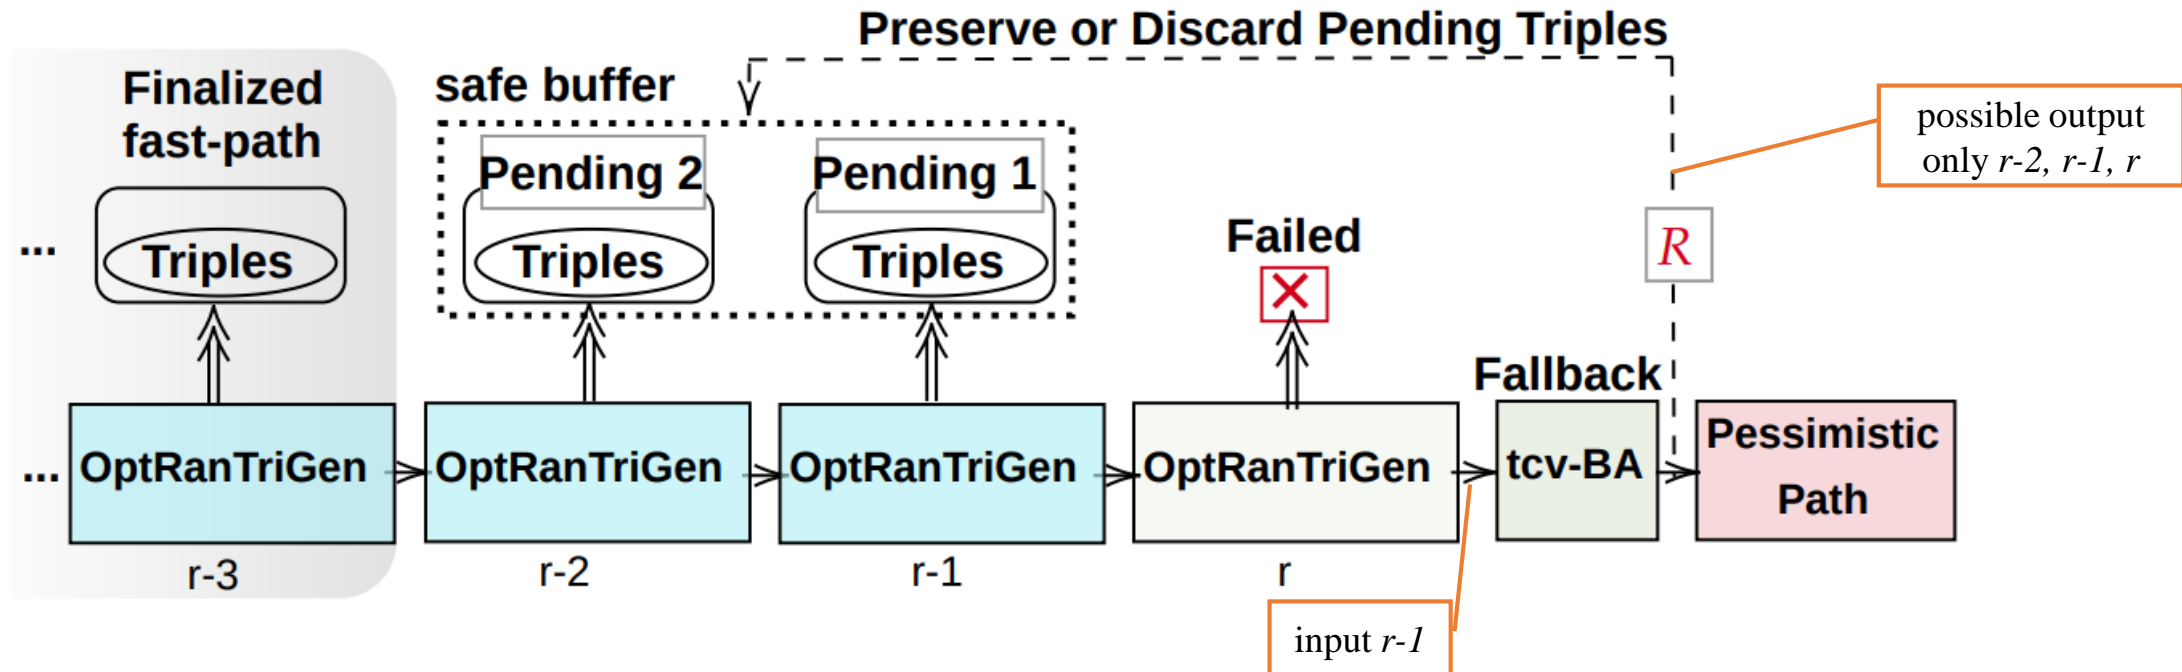 Preserve or Discard Pending Triples
Finalized
fast-path
safe buffer
possible output
only r-2, r-1, r
Pending 2
Pending 1
...
Triples
Triples
Triples
Failed
R
Fallback
...
OptRanTriGen
OptRanTriGen
OptRanTriGen
OptRanTriGen
tcv-BA
Pessimistic
Path
r-3
r-2
r-1
r
input r-1